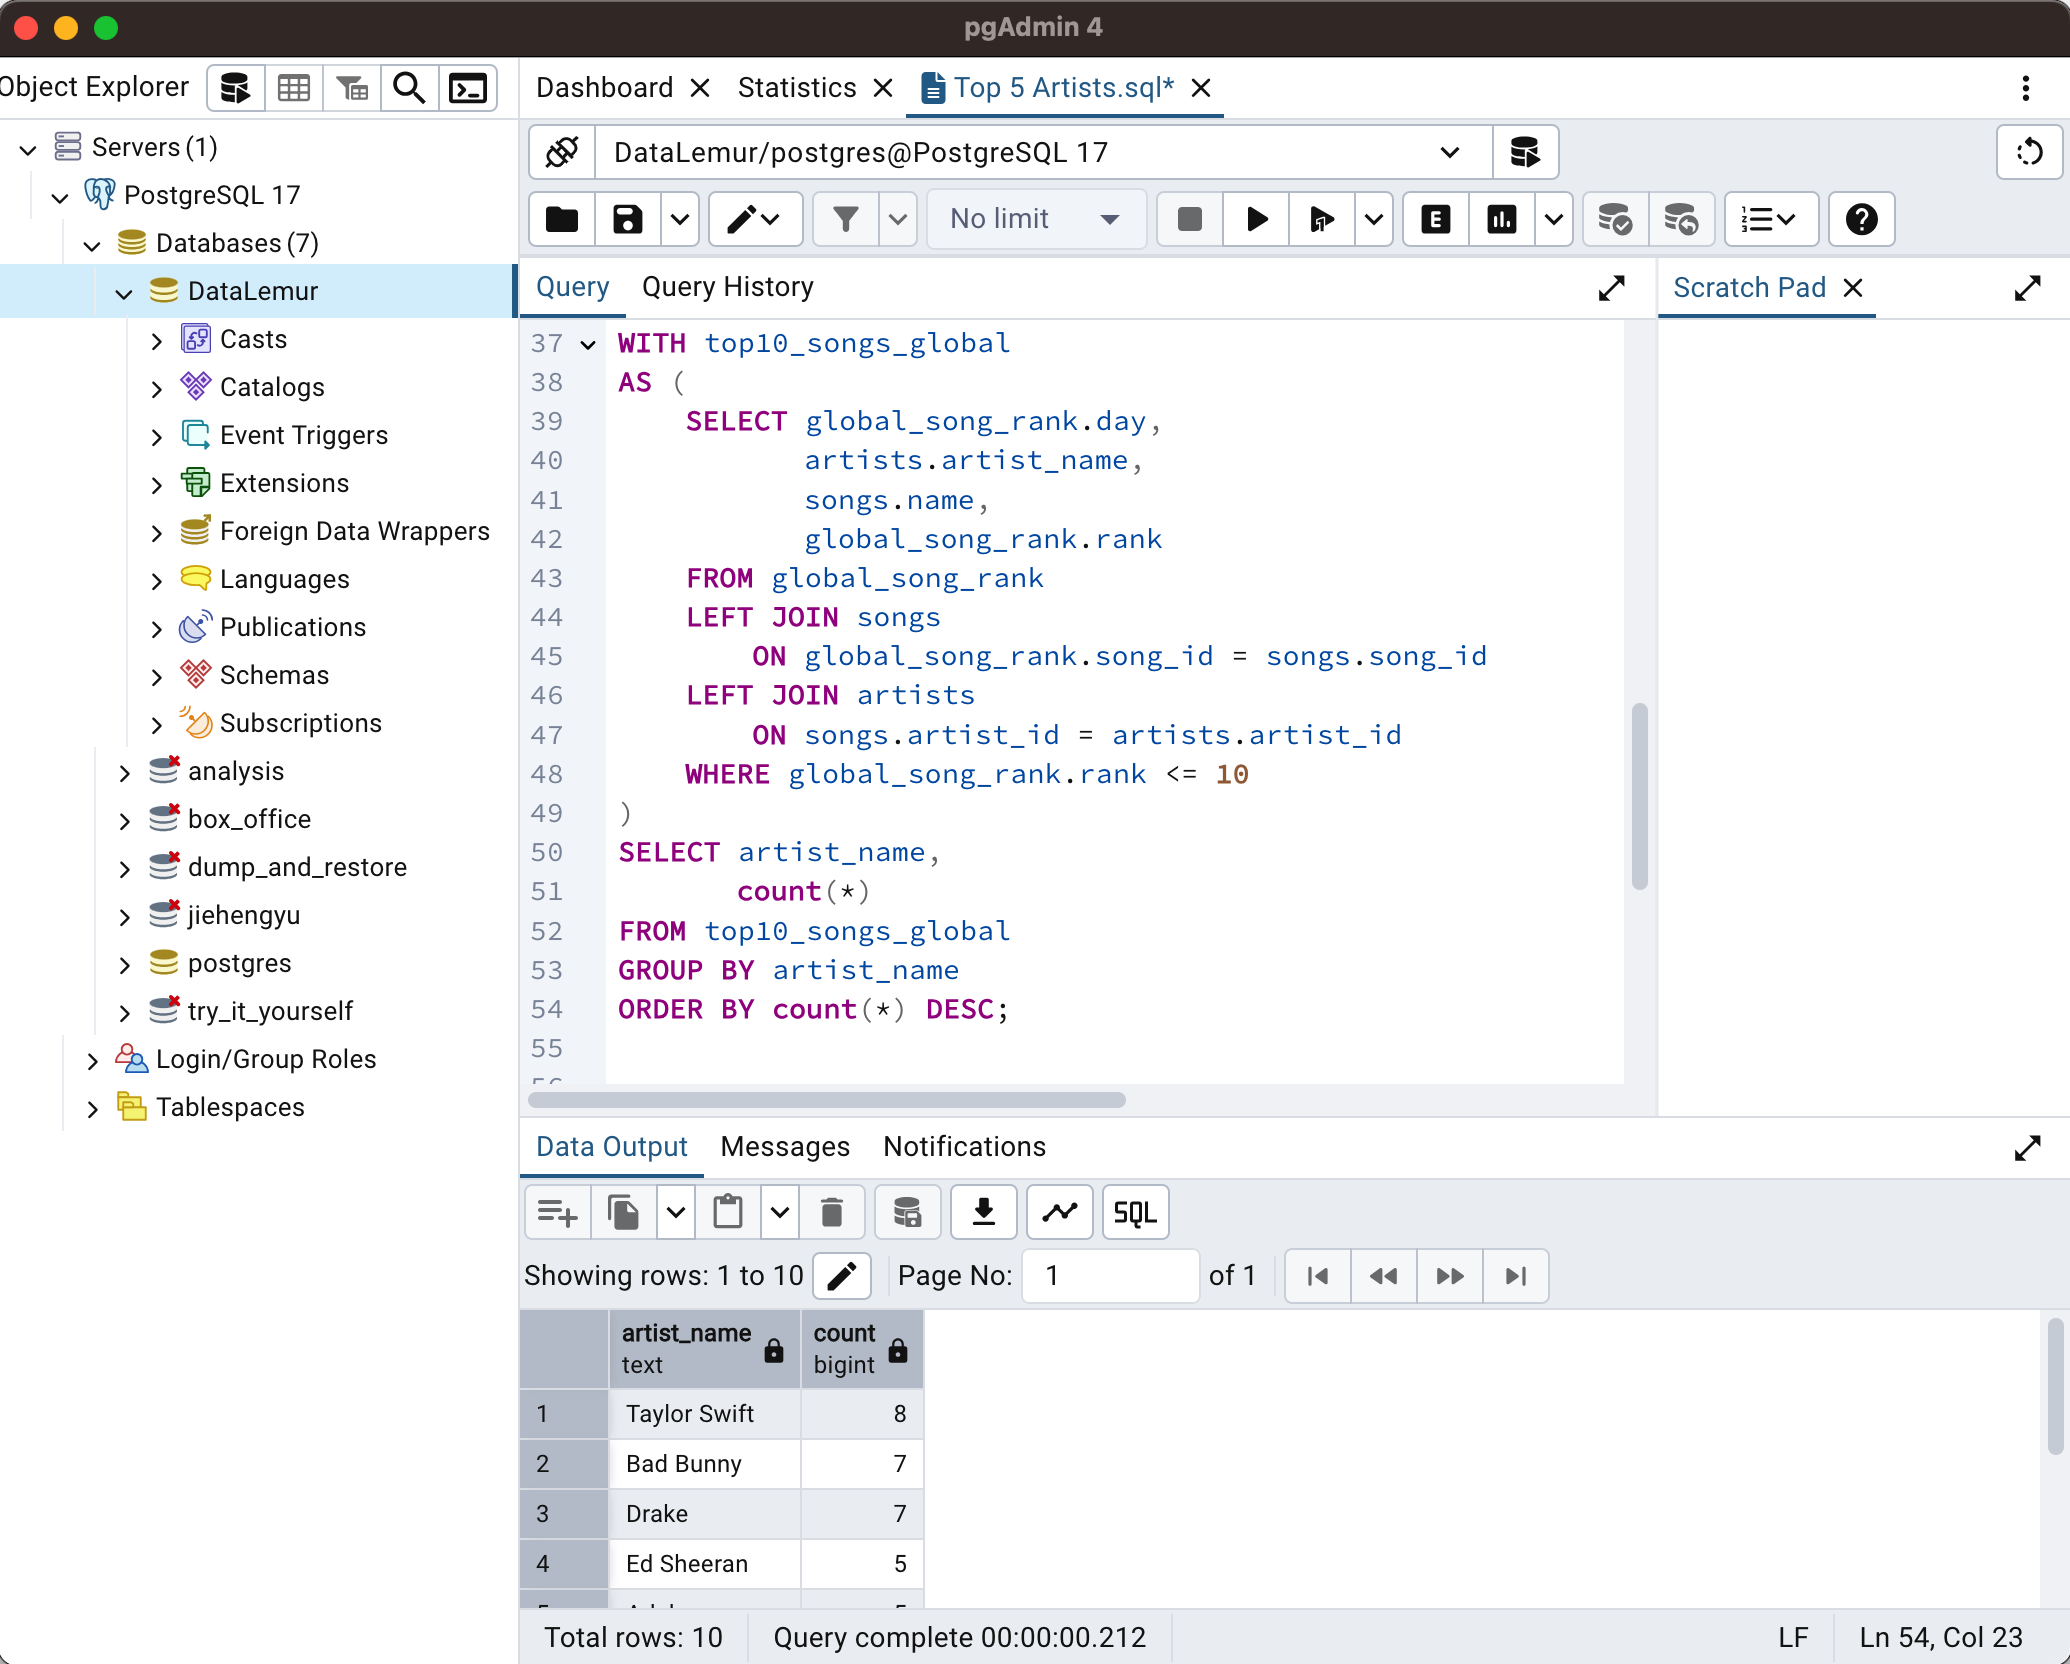 pgAdmin 4
Object Explorer
Dashboard
Statistics
Top 5 Artists.sql*
Servers (1)
PostgreSQL 17
Databases (7)
DataLemur
Casts
Catalogs
Event Triggers
Extensions
Foreign Data Wrappers
Languages
Publications
Schemas
Subscriptions
analysis
box_office
dump_and_restore
jiehengyu
postgres
try_it_yourself
Login/Group Roles
Tablespaces
DataLemur/postgres@PostgreSQL 17
No limit
E
Query
Query History
Scratch Pad
37 WITH top10_songs_global
38 AS (
39 SELECT global_song_rank.day,
40 artists.artist_name,
41 songs.name,
42 global_song_rank.rank
43 FROM global_song_rank
44 LEFT JOIN songs
45 ON global_song_rank.song_id = songs.song_id
46 LEFT JOIN artists
47 ON songs.artist_id = artists.artist_id
48 WHERE global_song_rank.rank <= 10
49 )
50 SELECT artist_name,
51 count(*)
52 FROM top10_songs_global
53 GROUP BY artist_name
54 ORDER BY count(*) DESC;
55
Data Output
Messages
Notifications
SQL
Showing rows: 1 to 10
Page No: 1 of 1
artist_name count
text bigint
1 Taylor Swift 8
2 Bad Bunny 7
3 Drake 7
4 Ed Sheeran 5
Total rows: 10
Query complete 00:00:00.212
LF
Ln 54, Col 23